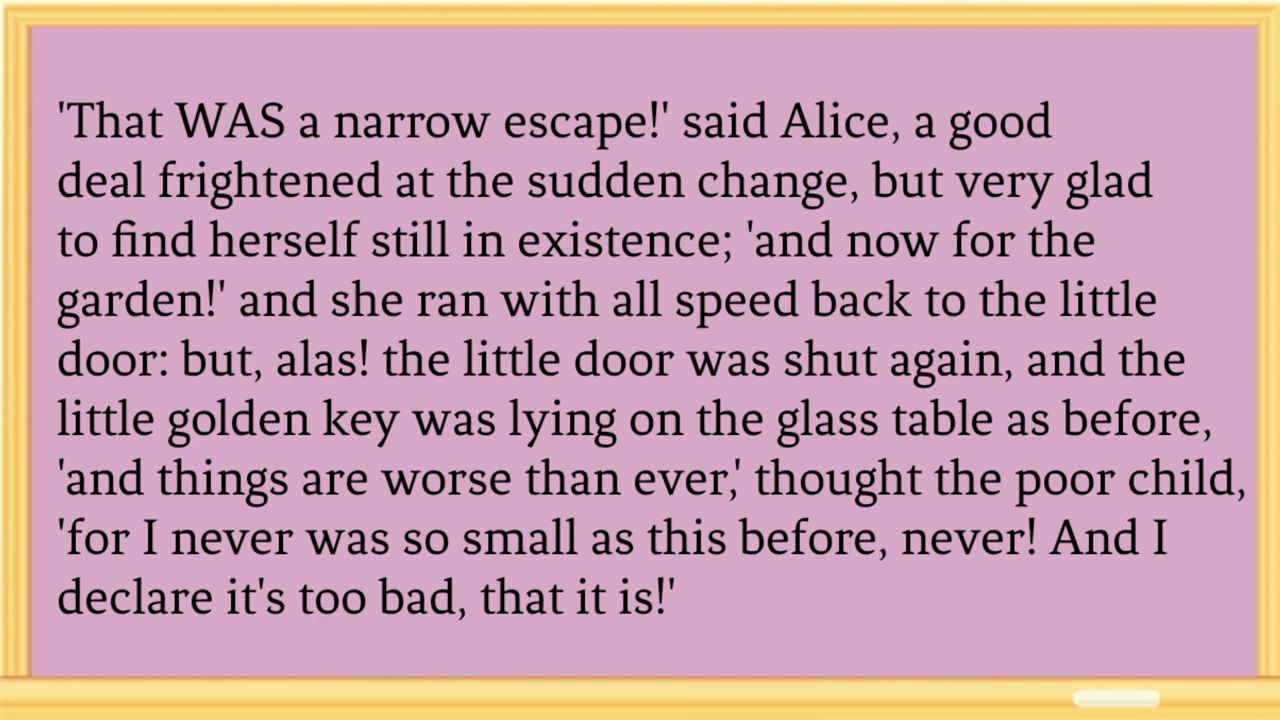 'That WAS a narrow escape!' said Alice, a good
deal frightened at the sudden change, but very glad
to find herself still in existence; 'and now for the
garden!' and she ran with all speed back to the little
door: but, alas! the little door was shut again, and the
little golden key was lying on the glass table as before,
'and things are worse than ever,' thought the poor child,
'for I never was so small as this before, never! And I
declare it's too bad, that it is!'